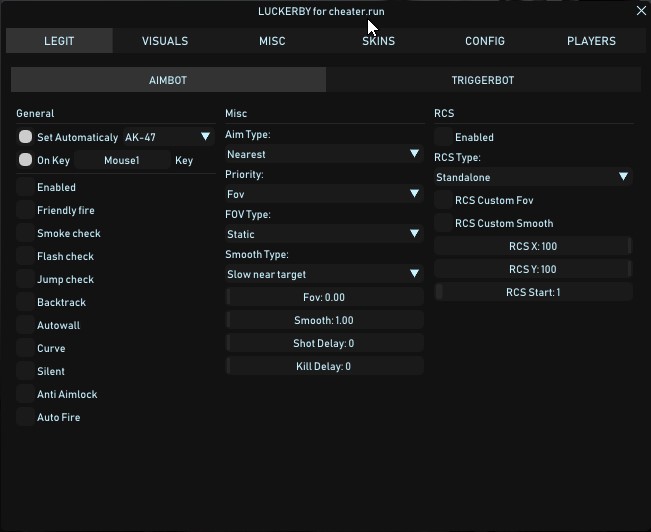 LUCKERBY for cheater.run
LEGIT VISUALS MISC SKINS CONFIG PLAYERS
AIMBOT TRIGGERBOT
General
Set Automaticaly AK-47
On Key Mouse1 Key
Enabled
Friendly fire
Smoke check
Flash check
Jump check
Backtrack
Autowall
Curve
Silent
Anti Aimlock
Auto Fire
Misc
Aim Type:
Nearest
Priority:
Fov
FOV Type:
Static
Smooth Type:
Slow near target
Fov: 0.00
Smooth: 1.00
Shot Delay: 0
Kill Delay: 0
RCS
Enabled
RCS Type:
Standalone
RCS Custom Fov
RCS Custom Smooth
RCS X: 100
RCS Y: 100
RCS Start: 1